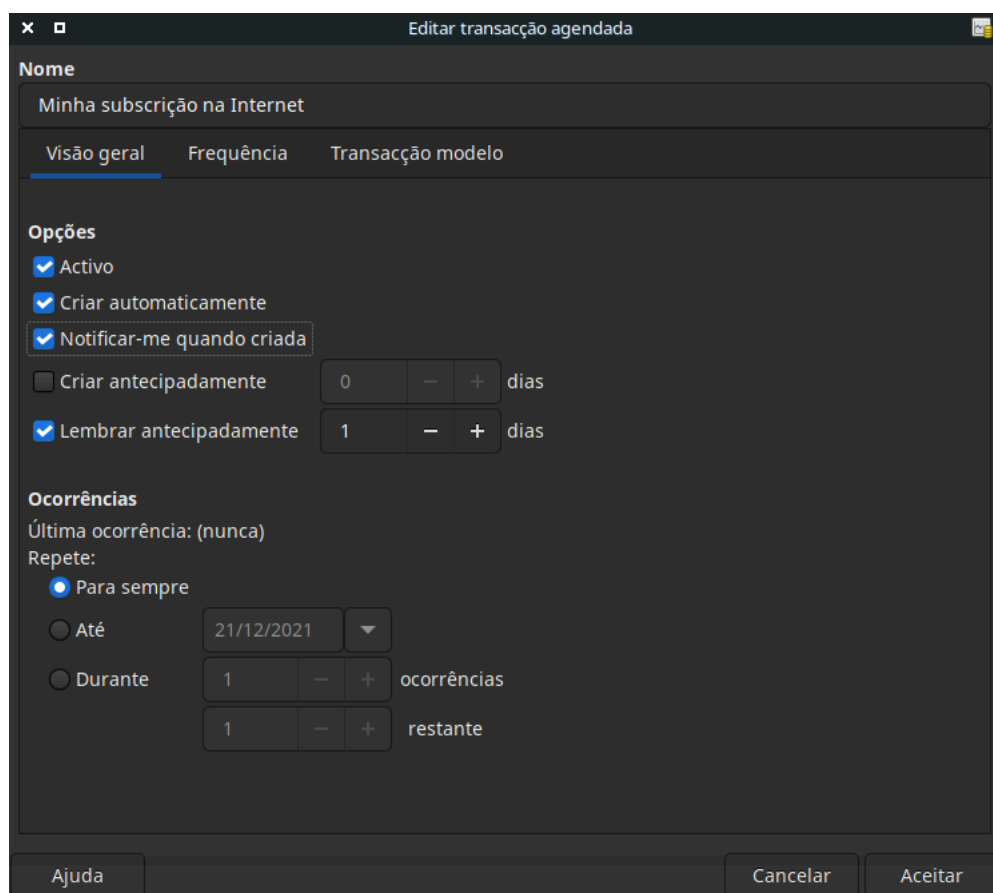 Editar transacção agendada
Nome
Minha subscrição na Internet
Visão geral Frequência Transacção modelo
Opções
Activo
Criar automaticamente
Notificar-me quando criada
Criar antecipadamente 0 − + dias
Lembrar antecipadamente 1 − + dias
Ocorrências
Última ocorrência: (nunca)
Repete:
Para sempre
Até 21/12/2021
Durante 1 − + ocorrências
1 − + restante
Ajuda Cancelar Aceitar